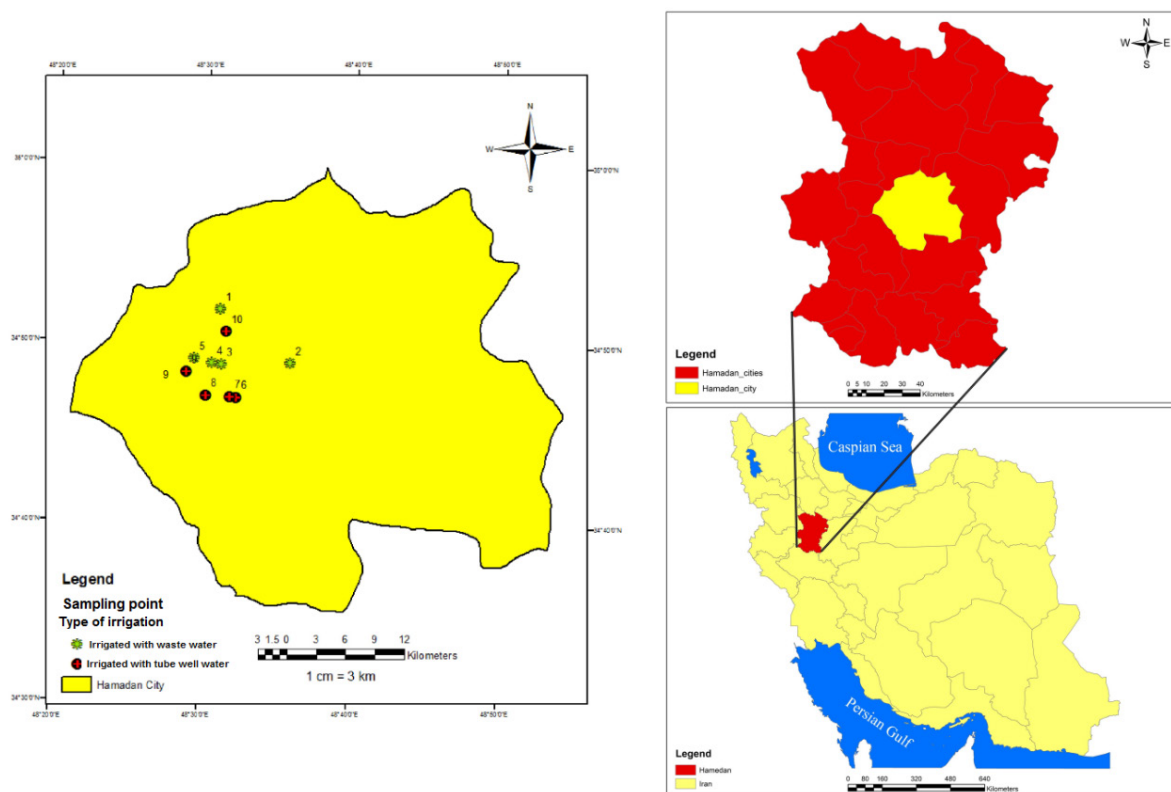 48°20'0"E 48°30'0"E 48°40'0"E 48°50'0"E
N
W E
S
35°0'0"N 35°0'0"N
1
10
34°50'0"N 34°50'0"N
5 4 3 2
9 8 7 6
34°40'0"N 34°40'0"N
Legend
Sampling point
Type of irrigation
Irrigated with waste water
Irrigated with tube well water
Hamadan City
3 1.5 0 3 6 9 12
Kilometers
1 cm = 3 km
34°30'0"N
48°20'0"E 48°30'0"E 48°40'0"E 48°50'0"E
N
W E
S
Legend
Hamadan_cities
Hamadan_city
0 5 10 20 30 40
Kilometers
Caspian Sea
Persian Gulf
Legend
Hamedan
Iran
0 80 160 320 480 640
Kilometers